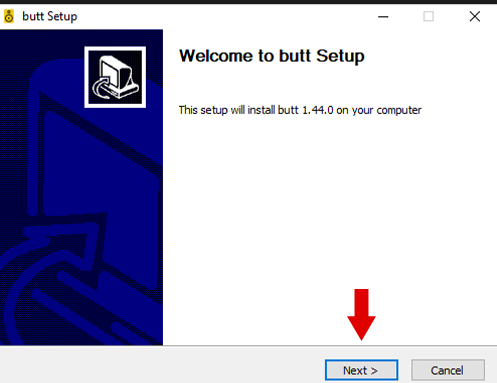 butt Setup
Welcome to butt Setup
This setup will install butt 1.44.0 on your computer
Next >
Cancel